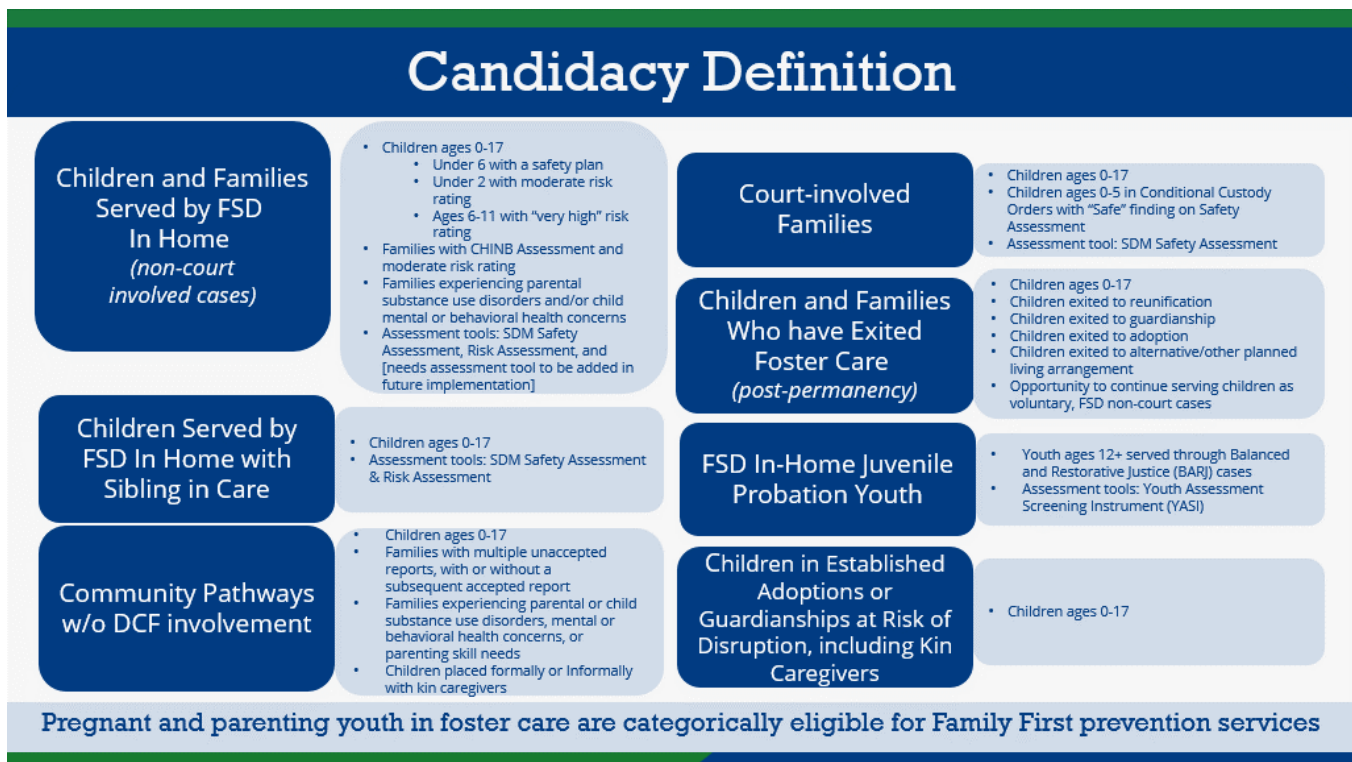 Candidacy Definition
Children and Families
Served by FSD
In Home
(non-court
involved cases)
• Children ages 0-17
• Under 6 with a safety plan
• Under 2 with moderate risk
rating
• Ages 6-11 with “very high” risk
rating
• Families with CHINB Assessment and
moderate risk rating
• Families experiencing parental
substance use disorders and/or child
mental or behavioral health concerns
• Assessment tools: SDM Safety
Assessment, Risk Assessment, and
[needs assessment tool to be added in
future implementation]
Children Served by
FSD In Home with
Sibling in Care
• Children ages 0-17
• Assessment tools: SDM Safety Assessment
& Risk Assessment
Community Pathways
w/o DCF involvement
• Children ages 0-17
• Families with multiple unaccepted
reports, with or without a
subsequent accepted report
• Families experiencing parental or child
substance use disorders, mental or
behavioral health concerns, or
parenting skill needs
• Children placed formally or Informally
with kin caregivers
Court-involved
Families
• Children ages 0-17
• Children ages 0-5 in Conditional Custody
Orders with “Safe” finding on Safety
Assessment
• Assessment tool: SDM Safety Assessment
Children and Families
Who have Exited
Foster Care
(post-permanency)
• Children ages 0-17
• Children exited to reunification
• Children exited to guardianship
• Children exited to adoption
• Children exited to alternative/other planned
living arrangement
• Opportunity to continue serving children as
voluntary, FSD non-court cases
FSD In-Home Juvenile
Probation Youth
• Youth ages 12+ served through Balanced
and Restorative Justice (BARJ) cases
• Assessment tools: Youth Assessment
Screening Instrument (YASI)
Children in Established
Adoptions or
Guardianships at Risk of
Disruption, including Kin
Caregivers
• Children ages 0-17
Pregnant and parenting youth in foster care are categorically eligible for Family First prevention services